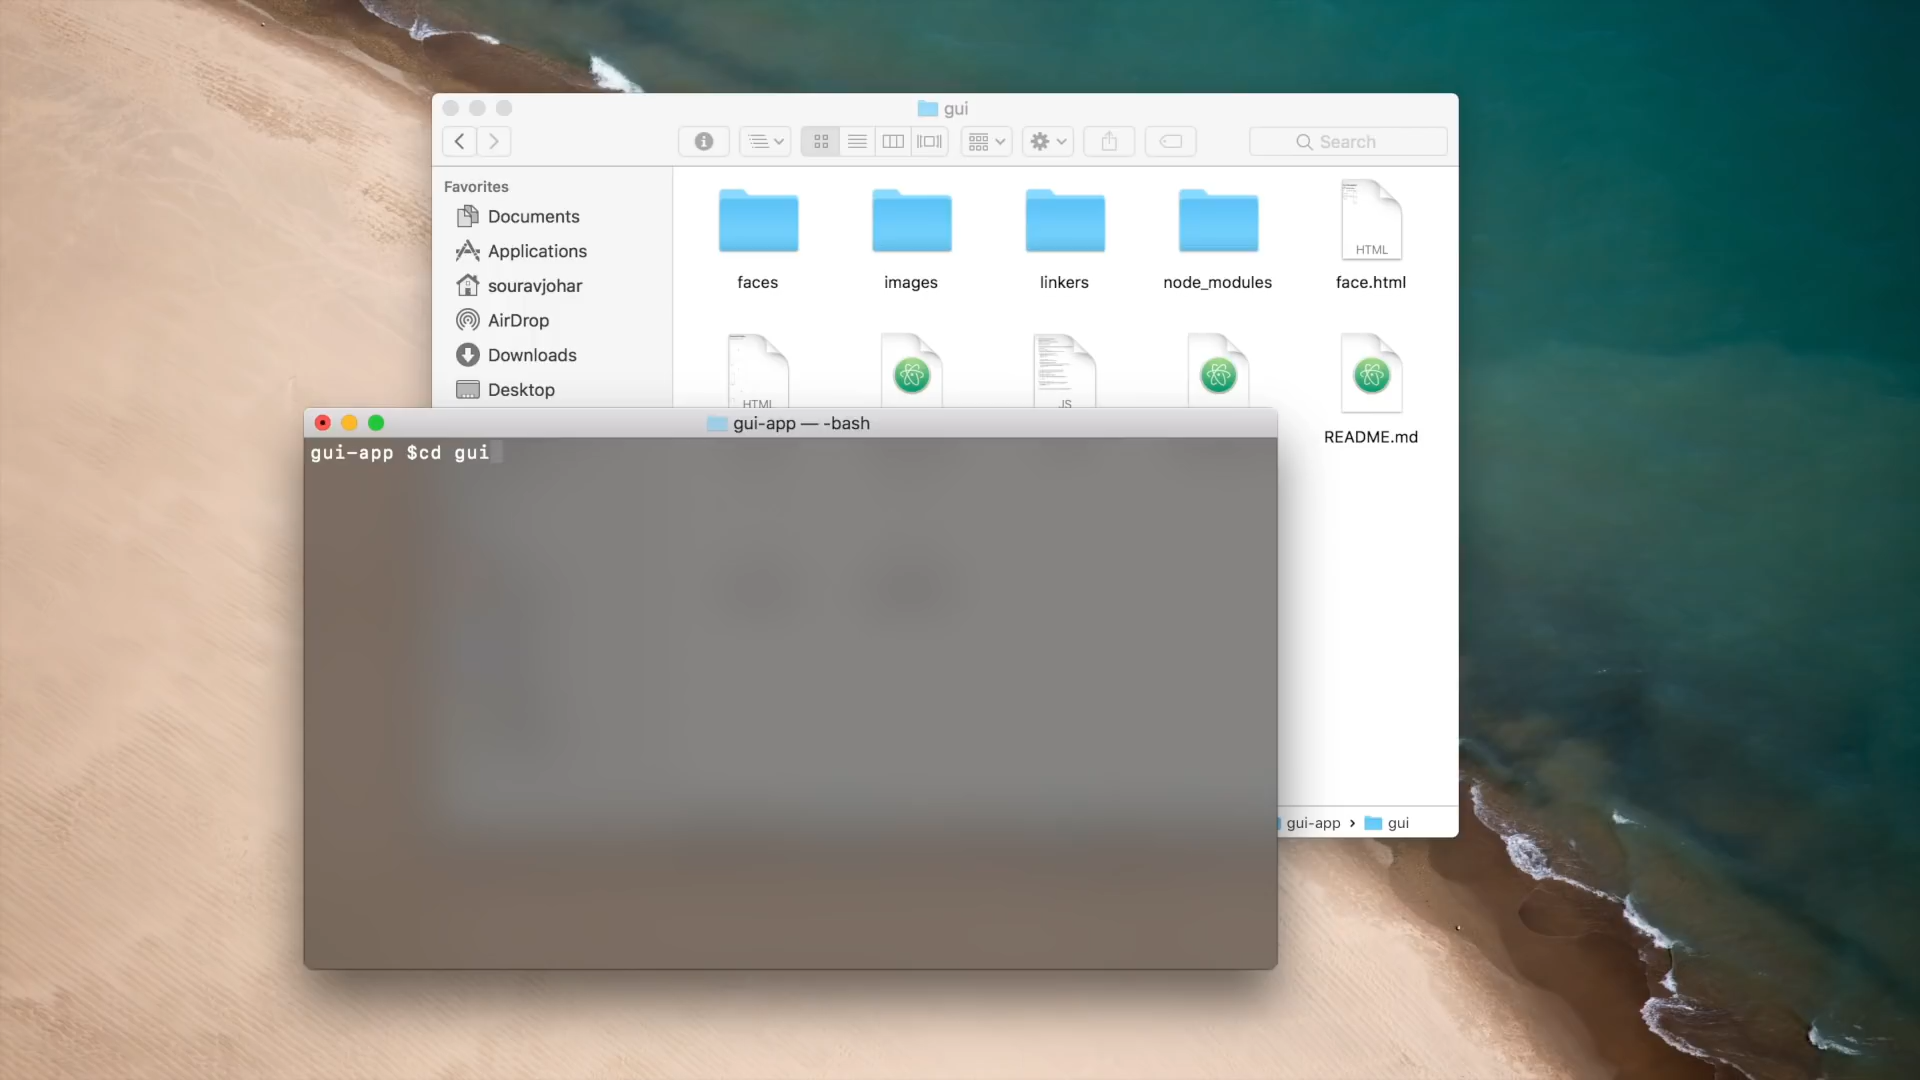 gui
Search
Favorites
Documents
Applications
souravjohar
AirDrop
Downloads
Desktop
faces
images
linkers
node_modules
HTML
face.html
HTML
JS
README.md
gui-app — -bash
gui-app $cd gui
gui-app › gui